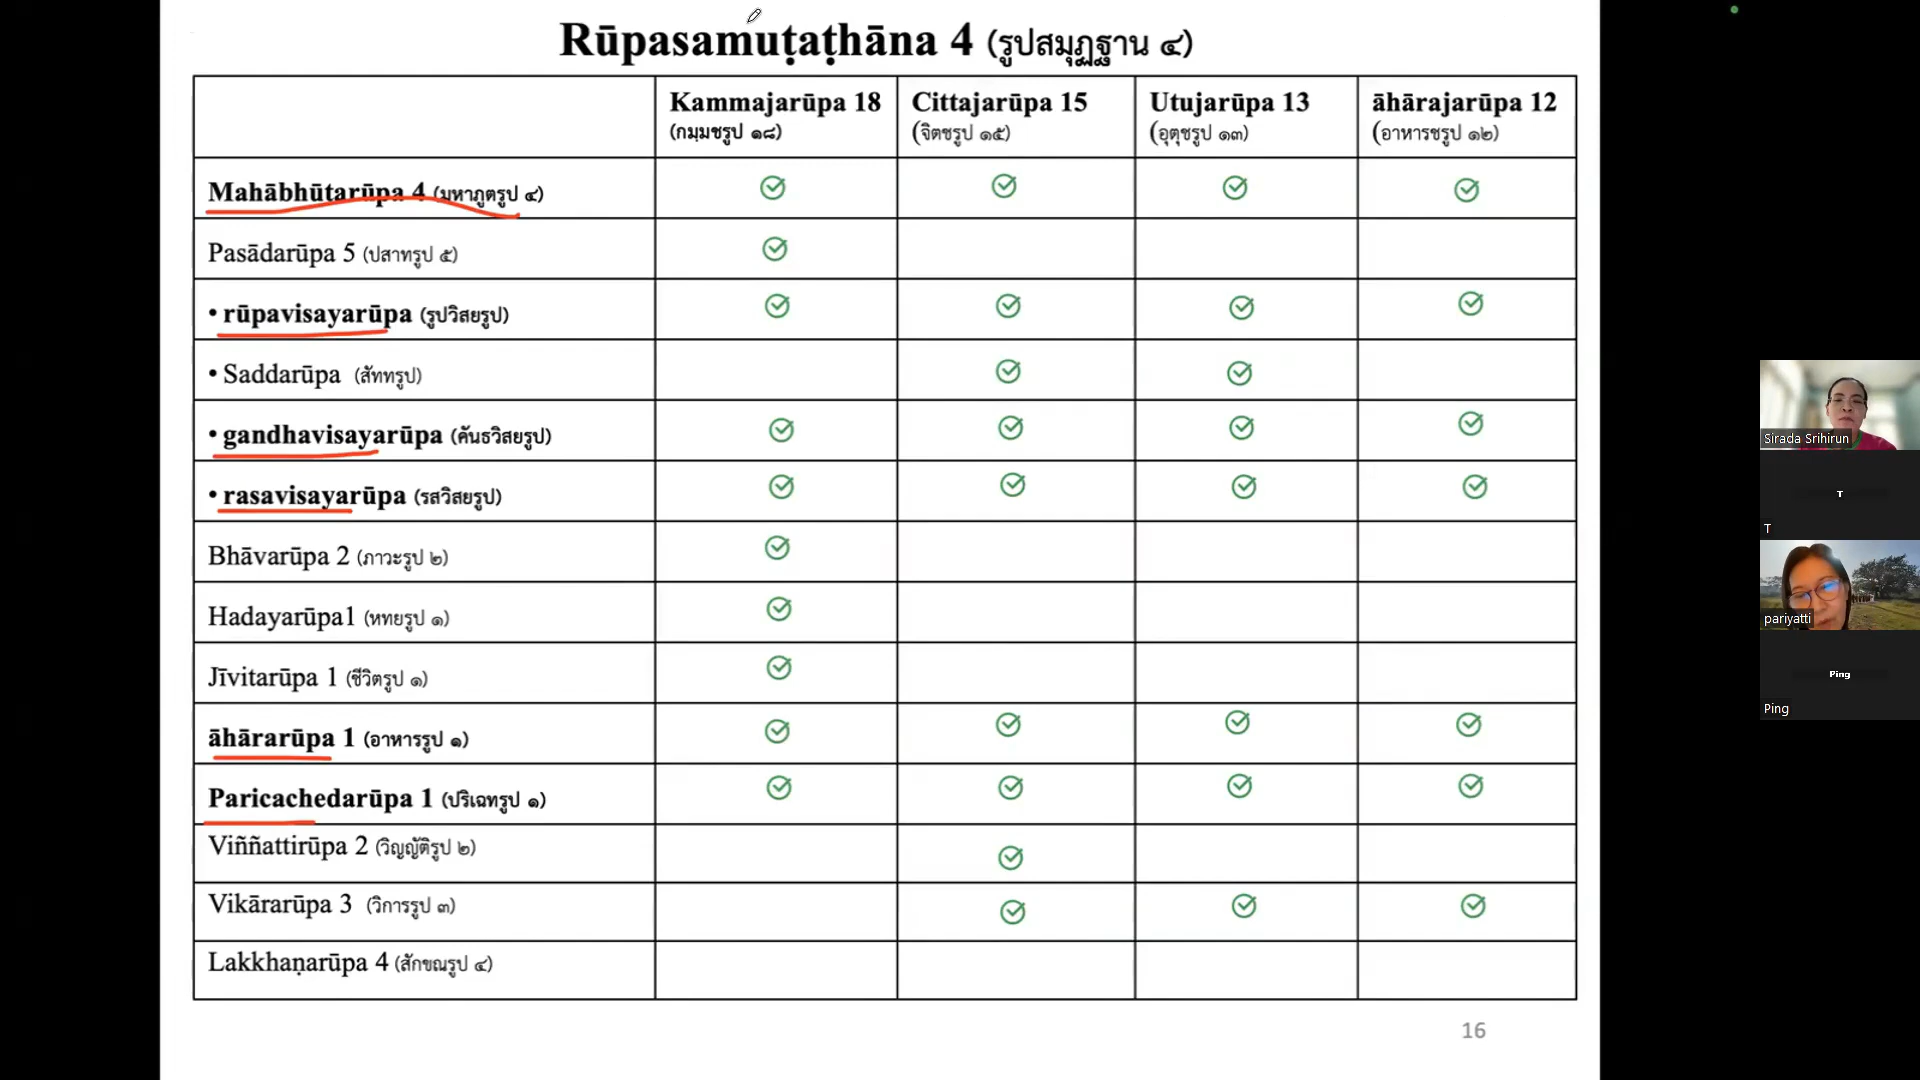 Rūpasamuṭaṭhāna 4 (รูปสมุฏฐาน ๔)
Kammajarūpa 18 Cittajarūpa 15 Utujarūpa 13 āhārajarūpa 12
(กมฺมชรูป ๑๘) (จิตชรูป ๑๕) (อุตุชรูป ๑๓) (อาหารชรูป ๑๒)
Mahābhūtarūpa 4 (มหาภูตรูป ๔)
Pasādarūpa 5 (ปสาทรูป ๕)
• rūpavisayarūpa (รูปวิสยรูป)
• Saddarūpa (สัททรูป)
• gandhavisayarūpa (คันธวิสยรูป)
• rasavisayarūpa (รสวิสยรูป)
Bhāvarūpa 2 (ภาวะรูป ๒)
Hadayarūpa1 (หทยรูป ๑)
Jīvitarūpa 1 (ชีวิตรูป ๑)
āhārarūpa 1 (อาหารรูป ๑)
Paricachedarūpa 1 (ปริเฉทรูป ๑)
Viññattirūpa 2 (วิญญัติรูป ๒)
Vikārarūpa 3 (วิการรูป ๓)
Lakkhaṇarūpa 4 (สักขณรูป ๔)
16
Sirada Srihirun
T
T
pariyatti
Ping
Ping